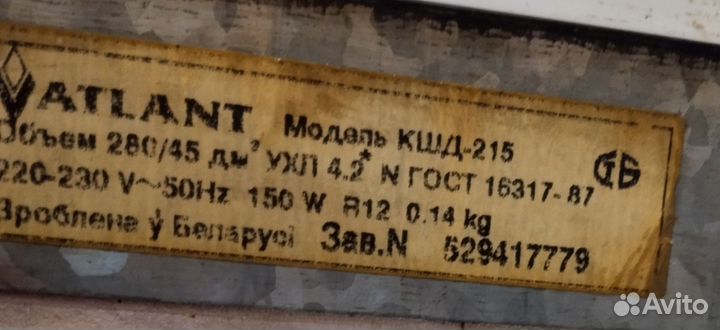 ATLANT Модель КШД-215
Объем 280/45 дм³ УХЛ 4.2* N ГОСТ 16317-87
220-230 V~50Hz 150 W R12 0.14 kg
Зроблена ў Беларусі Зав.N 529417779
СТБ
Avito